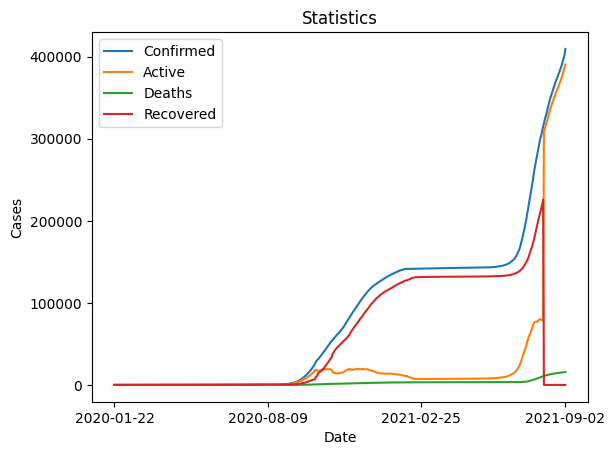 Statistics
Confirmed
Active
Deaths
Recovered
400000
300000
200000
100000
0
Cases
2020-01-22
2020-08-09
2021-02-25
2021-09-02
Date